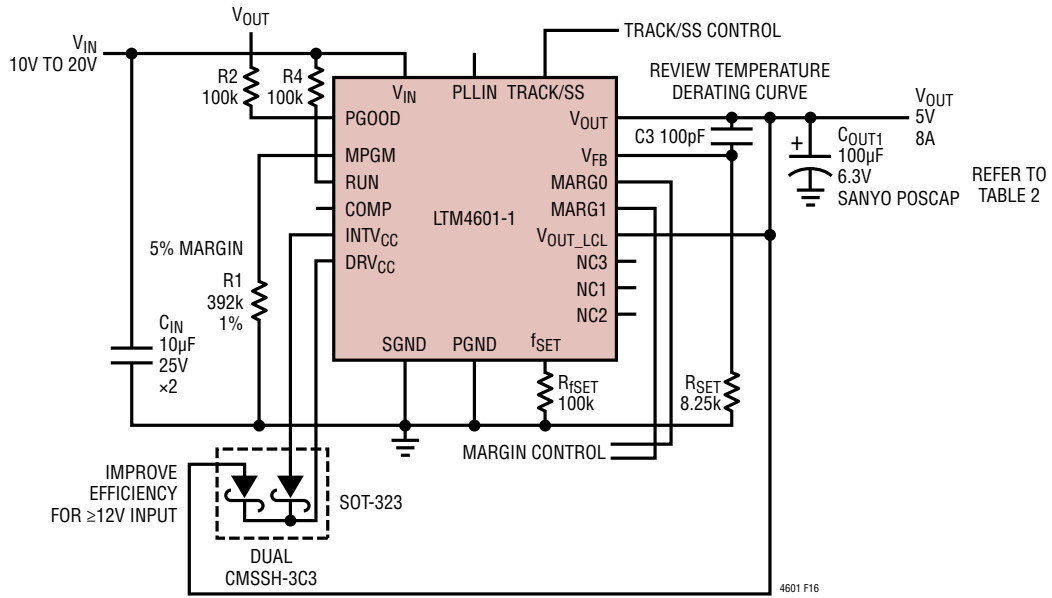 VOUT
VIN
10V TO 20V
R2
100k
R4
100k
TRACK/SS CONTROL
REVIEW TEMPERATURE
DERATING CURVE
VIN
PLLIN
TRACK/SS
PGOOD
MPGM
RUN
COMP
INTVCC
DRVCC
LTM4601-1
VOUT
VFB
MARG0
MARG1
VOUT_LCL
NC3
NC1
NC2
SGND
PGND
fSET
C3 100pF
VOUT
5V
8A
+
COUT1
100µF
6.3V
SANYO POSCAP
REFER TO
TABLE 2
5% MARGIN
R1
392k
1%
CIN
10µF
25V
×2
RfSET
100k
RSET
8.25k
MARGIN CONTROL
IMPROVE
EFFICIENCY
FOR ≥12V INPUT
SOT-323
DUAL
CMSSH-3C3
4601 F16